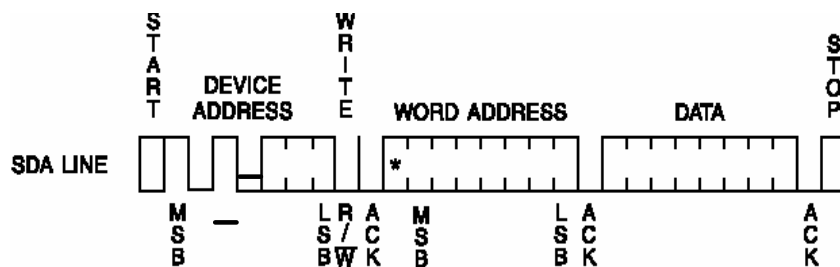 START
WRITE
STOP
DEVICE
ADDRESS
WORD ADDRESS
DATA
SDA LINE
*
MSB
LSB
R/W
ACK
MSB
LSB
ACK
ACK